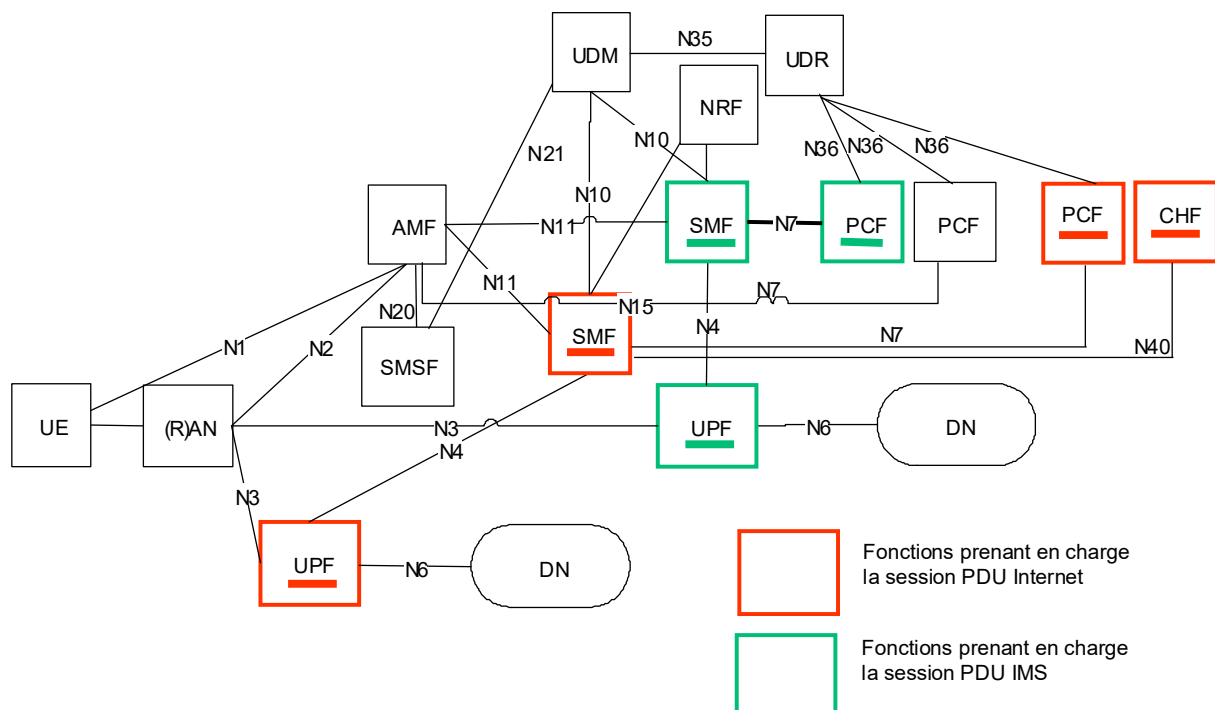 N35
UDM
UDR
NRF
N10
N36
N36
N36
N21
N10
AMF
N11
SMF
N7
PCF
PCF
PCF
CHF
N11
N7
N20
N15
N1
N2
SMSF
SMF
N4
N7
N40
UE
(R)AN
N3
N4
UPF
N6
DN
N3
UPF
N6
DN
Fonctions prenant en charge
la session PDU Internet
Fonctions prenant en charge
la session PDU IMS